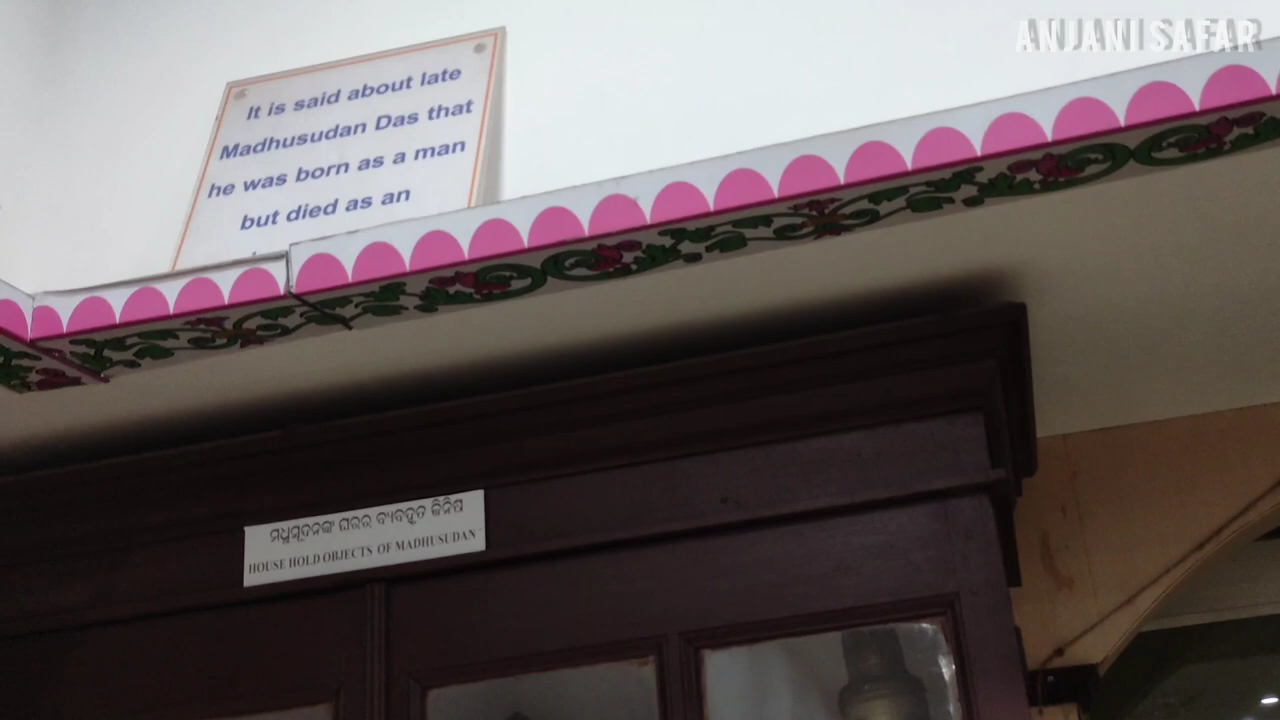 ANJANI SAFAR
It is said about late
Madhusudan Das that
he was born as a man
but died as an
ମଧୁସୂଦନଙ୍କ ଘରର ବ୍ୟବହୃତ ଜିନିଷ
HOUSE HOLD OBJECTS OF MADHUSUDAN